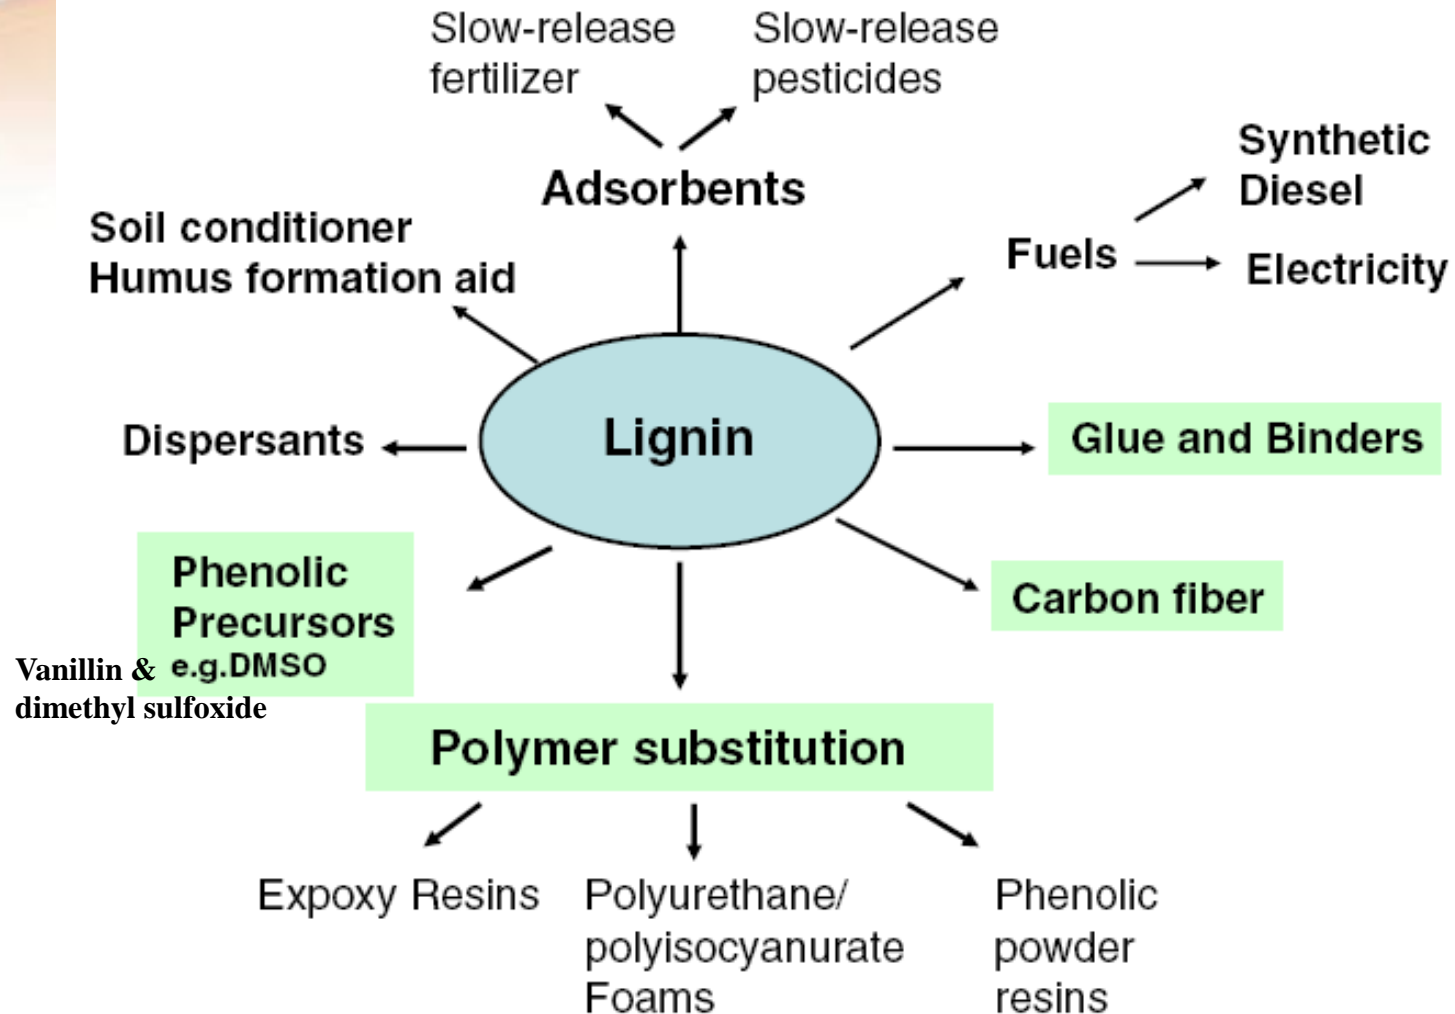 Slow-release
fertilizer
Slow-release
pesticides
Adsorbents
Synthetic
Diesel
Fuels
Electricity
Soil conditioner
Humus formation aid
Dispersants
Lignin
Glue and Binders
Phenolic
Precursors
e.g.DMSO
Vanillin &
dimethyl sulfoxide
Carbon fiber
Polymer substitution
Expoxy Resins
Polyurethane/
polyisocyanurate
Foams
Phenolic
powder
resins